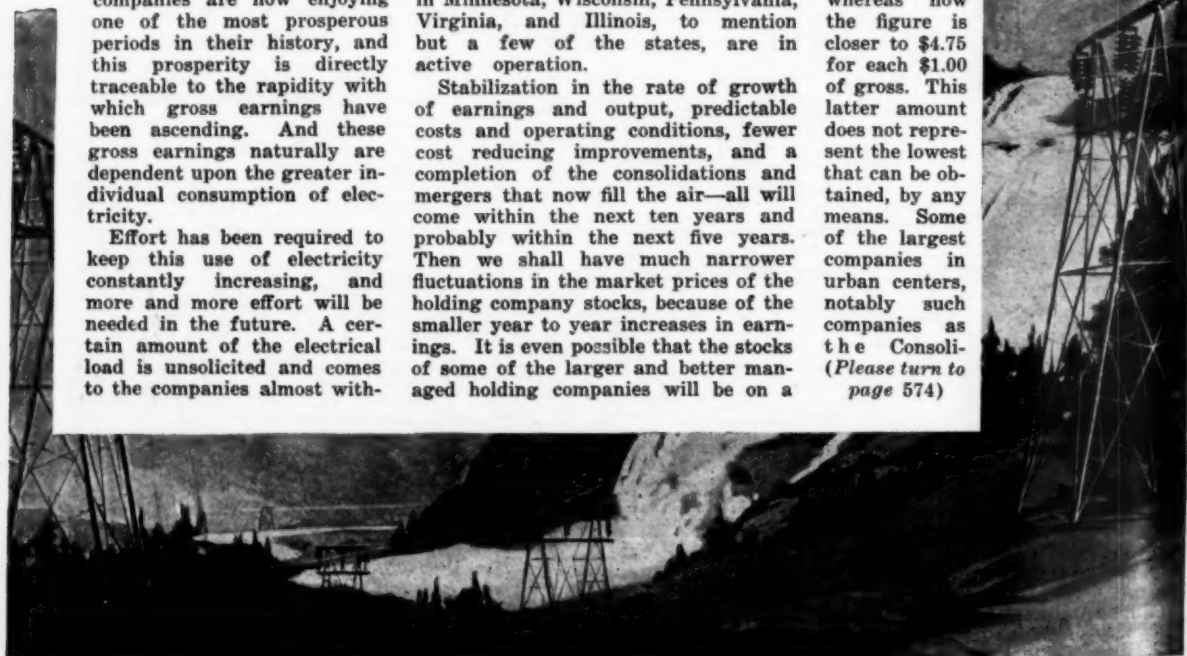 companies are now enjoying
one of the most prosperous
periods in their history, and
this prosperity is directly
traceable to the rapidity with
which gross earnings have
been ascending. And these
gross earnings naturally are
dependent upon the greater in-
dividual consumption of elec-
tricity.
Effort has been required to
keep this use of electricity
constantly increasing, and
more and more effort will be
needed in the future. A cer-
tain amount of the electrical
load is unsolicited and comes
to the companies almost with-
in Minnesota, Wisconsin, Pennsylvania,
Virginia, and Illinois, to mention
but a few of the states, are in
active operation.
Stabilization in the rate of growth
of earnings and output, predictable
costs and operating conditions, fewer
cost reducing improvements, and a
completion of the consolidations and
mergers that now fill the air—all will
come within the next ten years and
probably within the next five years.
Then we shall have much narrower
fluctuations in the market prices of the
holding company stocks, because of the
smaller year to year increases in earn-
ings. It is even possible that the stocks
of some of the larger and better man-
aged holding companies will be on a
whereas now
the figure is
closer to $4.75
for each $1.00
of gross. This
latter amount
does not repre-
sent the lowest
that can be ob-
tained, by any
means. Some
of the largest
companies in
urban centers,
notably such
companies as
the Consoli-
(Please turn to
page 574)